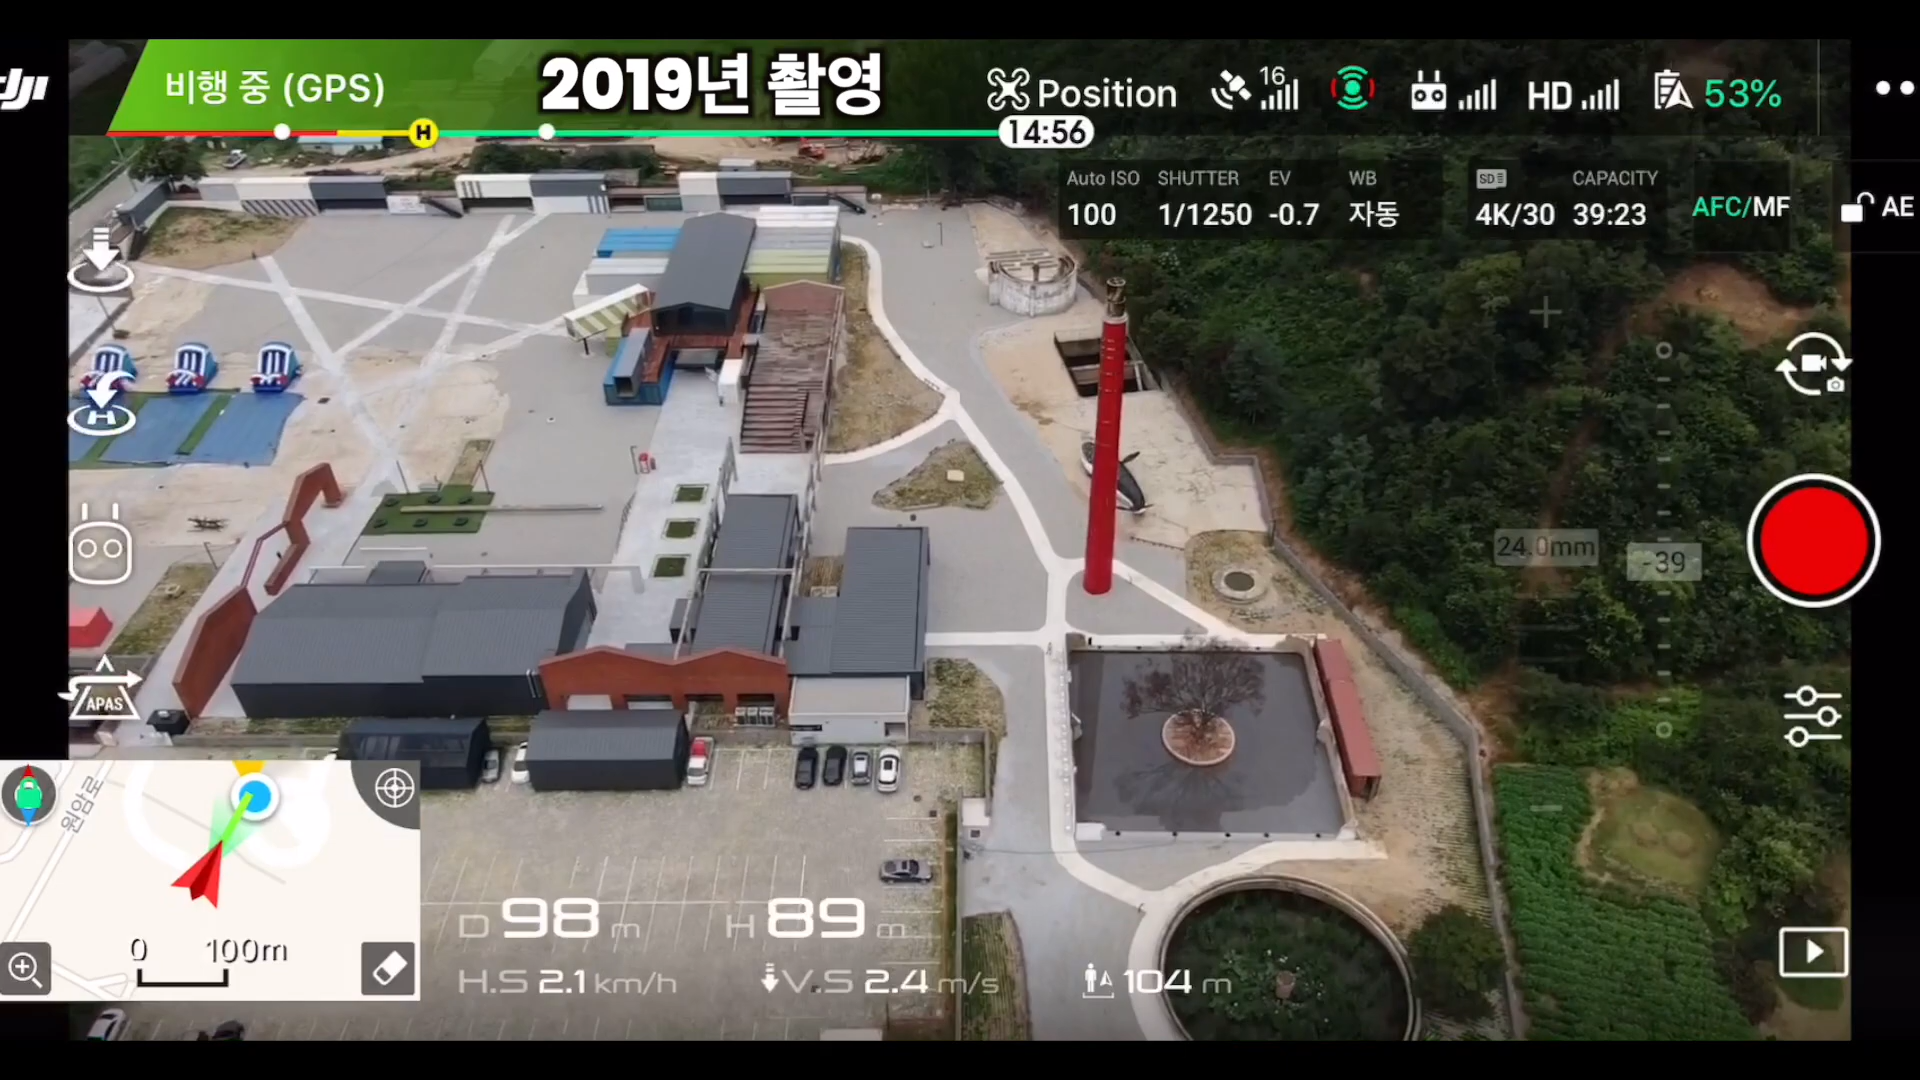 dji
비행 중 (GPS)
2019년 촬영
Position
16
HD
53%
H
14:56
Auto ISO
100
SHUTTER
1/1250
EV
-0.7
WB
자동
SD
4K/30
CAPACITY
39:23
AFC/MF
AE
H
24.0mm
-39
APAS
원암로
0 100m
D 98 m
H 89 m
H.S 2.1 km/h
V.S 2.4 m/s
104 m